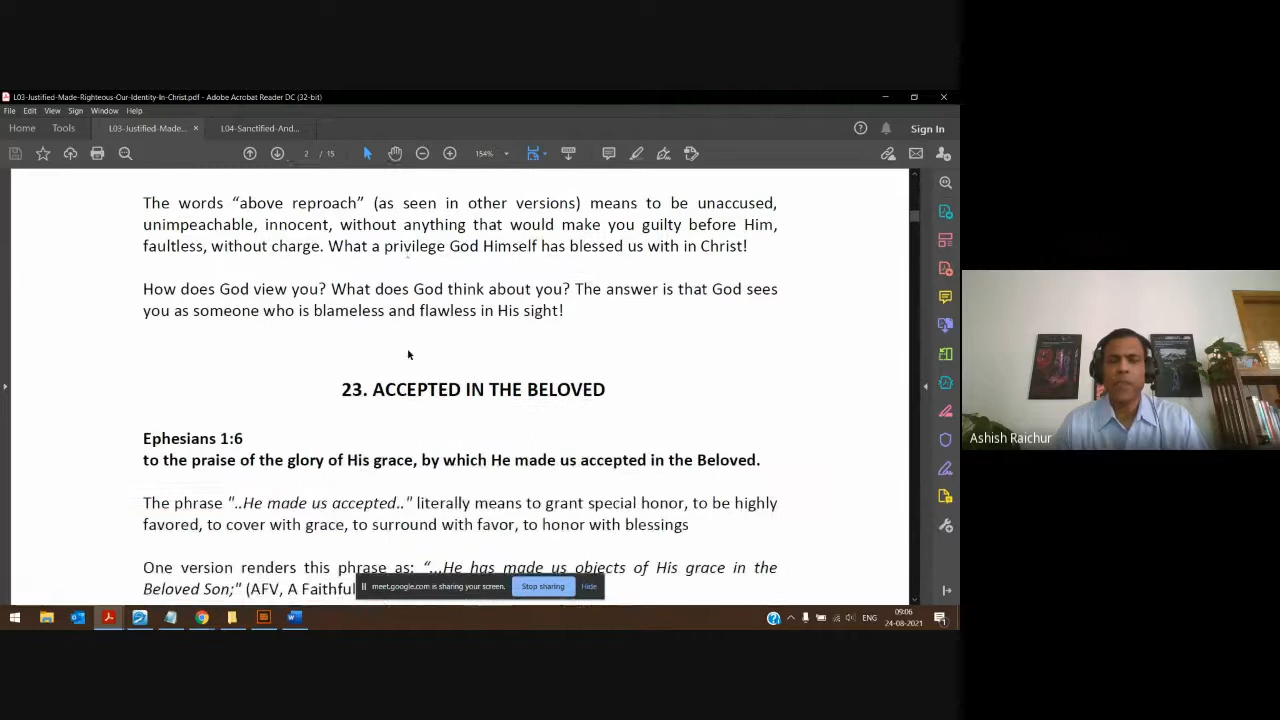 L03-Justified-Made-Righteous-Our-Identity-In-Christ.pdf - Adobe Acrobat Reader DC (32-bit)
File Edit View Sign Window Help
Home Tools L03-Justified-Made... × L04-Sanctified-And... Sign In
2 / 15 154%
The words “above reproach” (as seen in other versions) means to be unaccused,
unimpeachable, innocent, without anything that would make you guilty before Him,
faultless, without charge. What a privilege God Himself has blessed us with in Christ!
How does God view you? What does God think about you? The answer is that God sees
you as someone who is blameless and flawless in His sight!
23. ACCEPTED IN THE BELOVED
Ephesians 1:6
to the praise of the glory of His grace, by which He made us accepted in the Beloved.
The phrase "..He made us accepted.." literally means to grant special honor, to be highly
favored, to cover with grace, to surround with favor, to honor with blessings
One version renders this phrase as: “...He has made us objects of His grace in the
Beloved Son;" (AFV, A Faithful
meet.google.com is sharing your screen. Stop sharing Hide
Ashish Raichur
ENG
09:06
24-08-2021